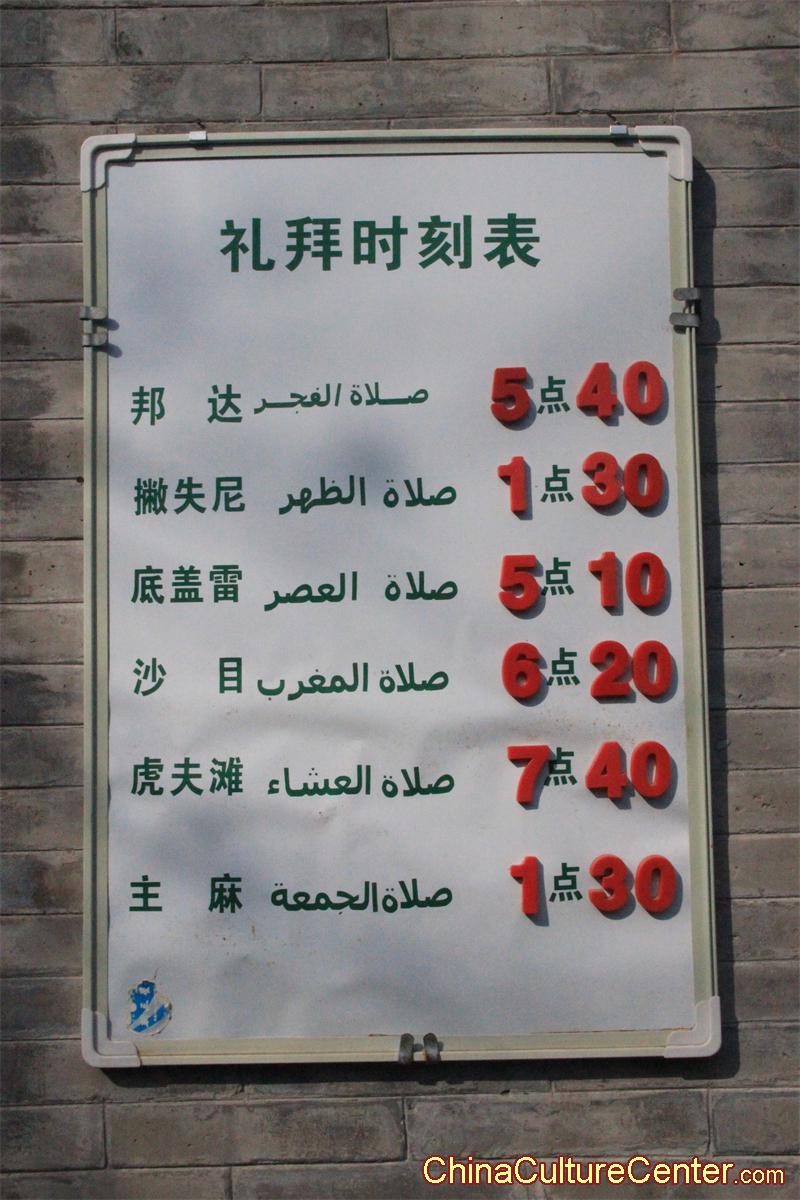 礼拜时刻表
邦 达 صلاة الفجر 5点40
撇失尼 صلاة الظهر 1点30
底盖雷 صلاة العصر 5点10
沙 目 صلاة المغرب 6点20
虎夫滩 صلاة العشاء 7点40
主 麻 صلاة الجمعة 1点30
ChinaCultureCenter.com